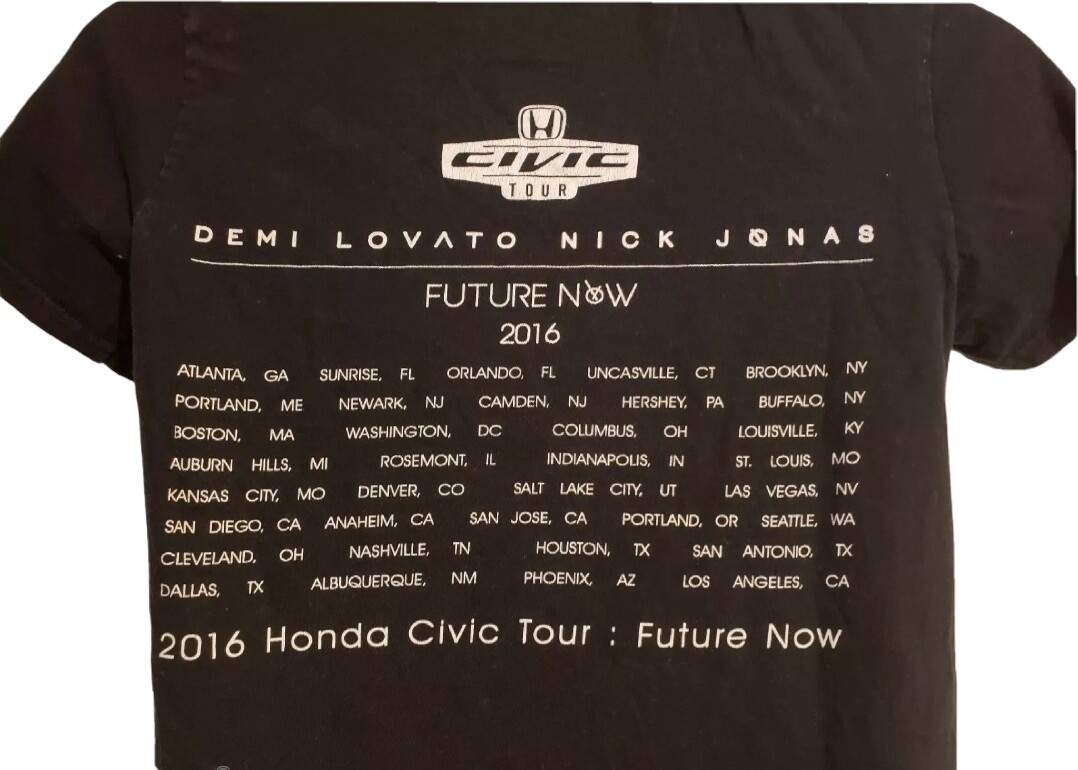 CIVIC
TOUR
DEMI LOVATO NICK JONAS
FUTURE NOW
2016
ATLANTA, GA SUNRISE, FL ORLANDO, FL UNCASVILLE, CT BROOKLYN, NY
PORTLAND, ME NEWARK, NJ CAMDEN, NJ HERSHEY, PA BUFFALO, NY
BOSTON, MA WASHINGTON, DC COLUMBUS, OH LOUISVILLE, KY
AUBURN HILLS, MI ROSEMONT, IL INDIANAPOLIS, IN ST. LOUIS, MO
KANSAS CITY, MO DENVER, CO SALT LAKE CITY, UT LAS VEGAS, NV
SAN DIEGO, CA ANAHEIM, CA SAN JOSE, CA PORTLAND, OR SEATTLE, WA
CLEVELAND, OH NASHVILLE, TN HOUSTON, TX SAN ANTONIO, TX
DALLAS, TX ALBUQUERQUE, NM PHOENIX, AZ LOS ANGELES, CA
2016 Honda Civic Tour : Future Now